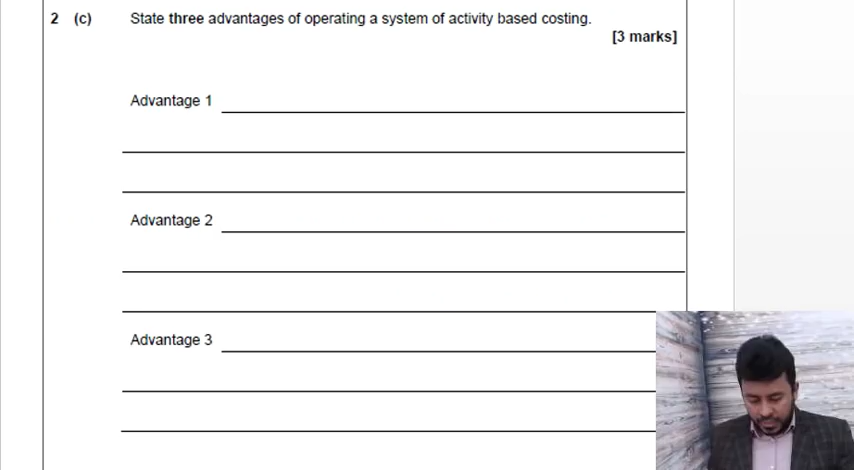 2 (c) State three advantages of operating a system of activity based costing.
[3 marks]
Advantage 1
Advantage 2
Advantage 3